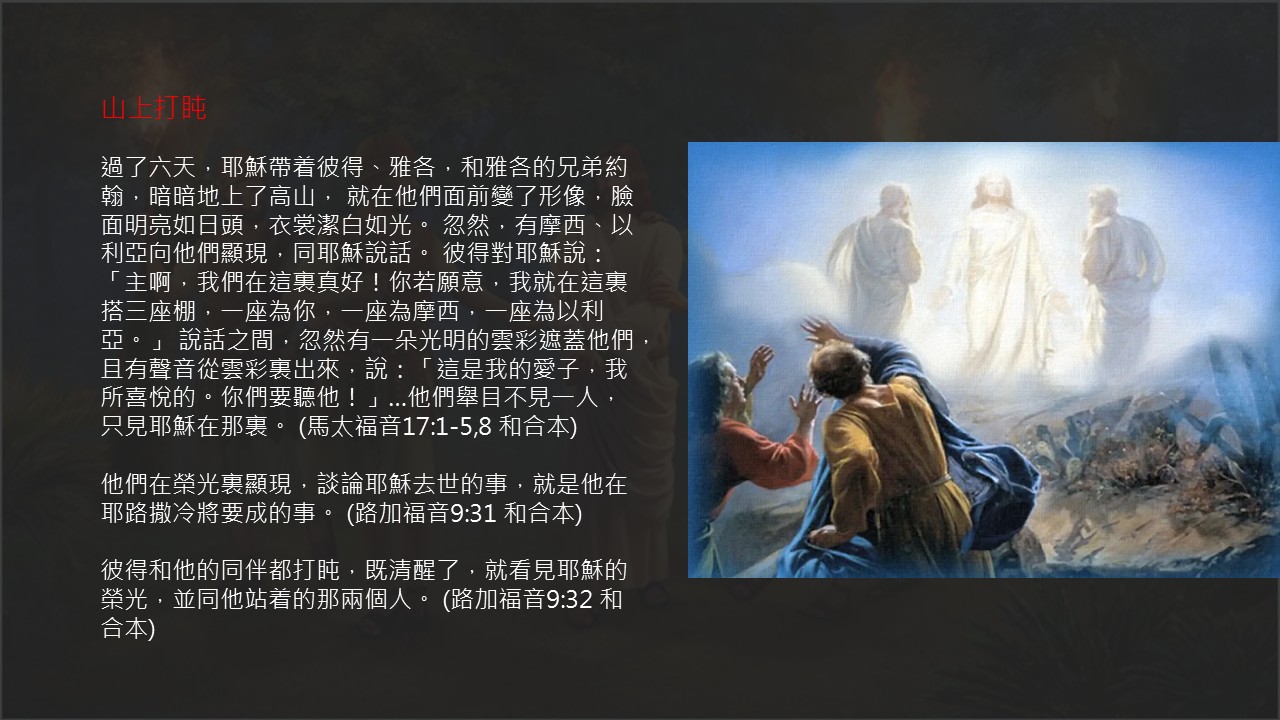 山上打盹
過了六天，耶穌帶着彼得、雅各，和雅各的兄弟約
翰，暗暗地上了高山， 就在他們面前變了形像，臉
面明亮如日頭，衣裳潔白如光。 忽然，有摩西、以
利亞向他們顯現，同耶穌說話。 彼得對耶穌說：
「主啊，我們在這裏真好！你若願意，我就在這裏
搭三座棚，一座為你，一座為摩西，一座為以利
亞。」 說話之間，忽然有一朵光明的雲彩遮蓋他們，
且有聲音從雲彩裏出來，說：「這是我的愛子，我
所喜悅的。你們要聽他！」...他們舉目不見一人，
只見耶穌在那裏。 (馬太福音17:1-5,8 和合本)
他們在榮光裏顯現，談論耶穌去世的事，就是他在
耶路撒冷將要成的事。 (路加福音9:31 和合本)
彼得和他的同伴都打盹，既清醒了，就看見耶穌的
榮光，並同他站着的那兩個人。 (路加福音9:32 和
合本)